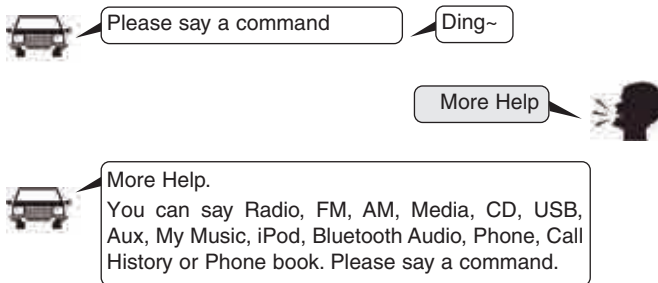 Please say a command
Ding~
More Help
More Help.
You can say Radio, FM, AM, Media, CD, USB,
Aux, My Music, iPod, Bluetooth Audio, Phone, Call
History or Phone book. Please say a command.